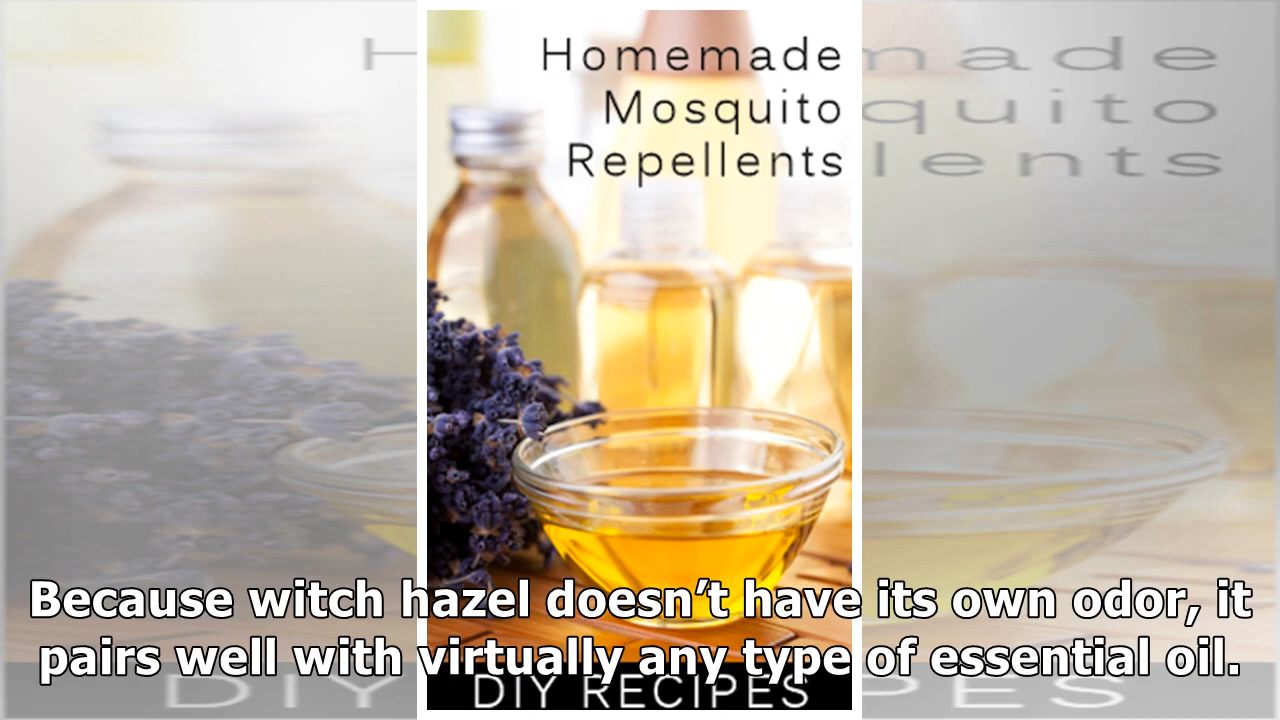 Homemade
Mosquito
Repellents
Because witch hazel doesn’t have its own odor, it
pairs well with virtually any type of essential oil.
DIY RECIPES